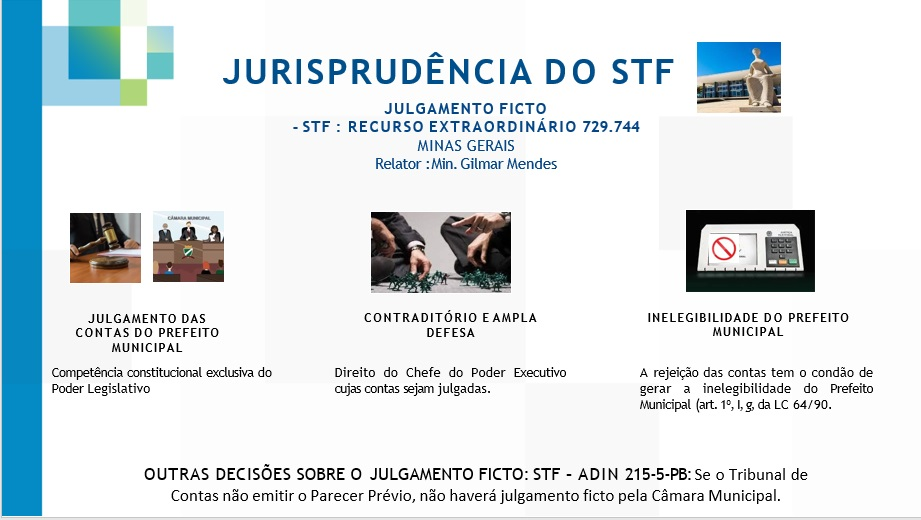 JURISPRUDÊNCIA DO STF
JULGAMENTO FICTO
- STF : RECURSO EXTRAORDINÁRIO 729.744
MINAS GERAIS
Relator : Min. Gilmar Mendes
CÂMARA MUNICIPAL
JULGAMENTO DAS
CONTAS DO PREFEITO
MUNICIPAL
Competência constitucional exclusiva do
Poder Legislativo
CONTRADITÓRIO E AMPLA
DEFESA
Direito do Chefe do Poder Executivo
cujas contas sejam julgadas.
INELEGIBILIDADE DO PREFEITO
MUNICIPAL
A rejeição das contas tem o condão de
gerar a inelegibilidade do Prefeito
Municipal (art. 1º, I, g, da LC 64/90.
OUTRAS DECISÕES SOBRE O JULGAMENTO FICTO: STF – ADIN 215-5-PB: Se o Tribunal de
Contas não emitir o Parecer Prévio, não haverá julgamento ficto pela Câmara Municipal.